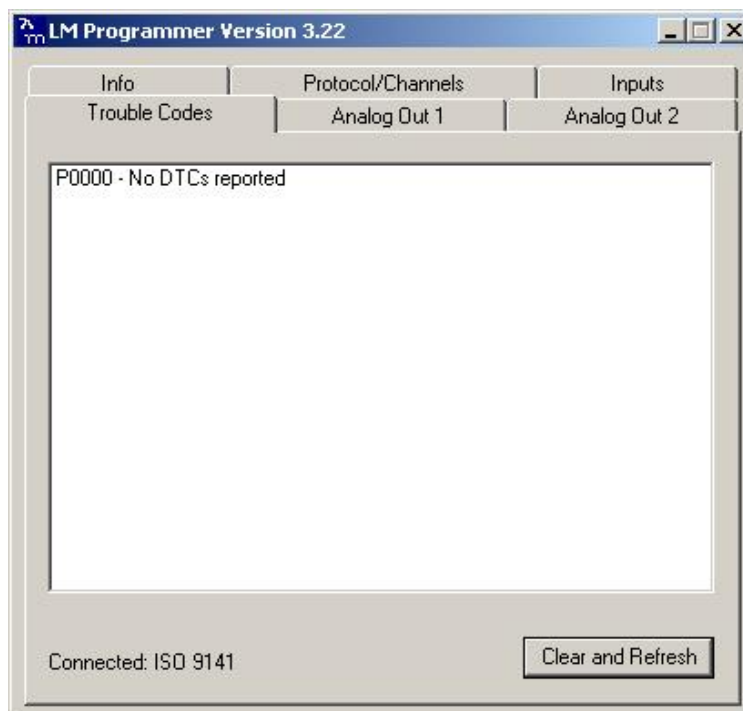 LM Programmer Version 3.22
Info Protocol/Channels Inputs
Trouble Codes Analog Out 1 Analog Out 2
P0000 - No DTCs reported
Connected: ISO 9141 Clear and Refresh